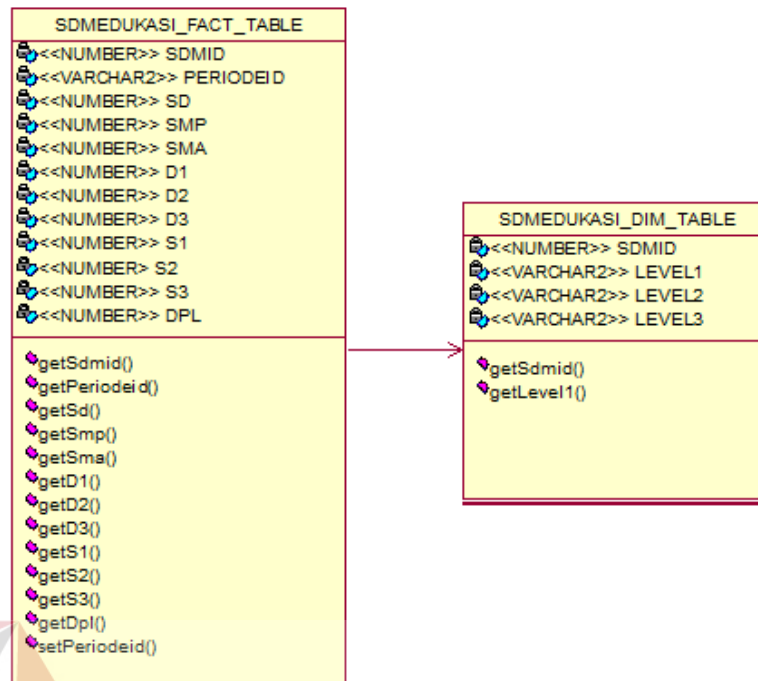 SDMEDUKASI_FACT_TABLE
<<NUMBER>> SDMID
<<VARCHAR2>> PERIODEID
<<NUMBER>> SD
<<NUMBER>> SMP
<<NUMBER>> SMA
<<NUMBER>> D1
<<NUMBER>> D2
<<NUMBER>> D3
<<NUMBER>> S1
<<NUMBER> S2
<<NUMBER>> S3
<<NUMBER>> DPL
getSdmid()
getPeriodeid()
getSd()
getSmp()
getSma()
getD1()
getD2()
getD3()
getS1()
getS2()
getS3()
getDpl()
setPeriodeid()
SDMEDUKASI_DIM_TABLE
<<NUMBER>> SDMID
<<VARCHAR2>> LEVEL1
<<VARCHAR2>> LEVEL2
<<VARCHAR2>> LEVEL3
getSdmid()
getLevel1()